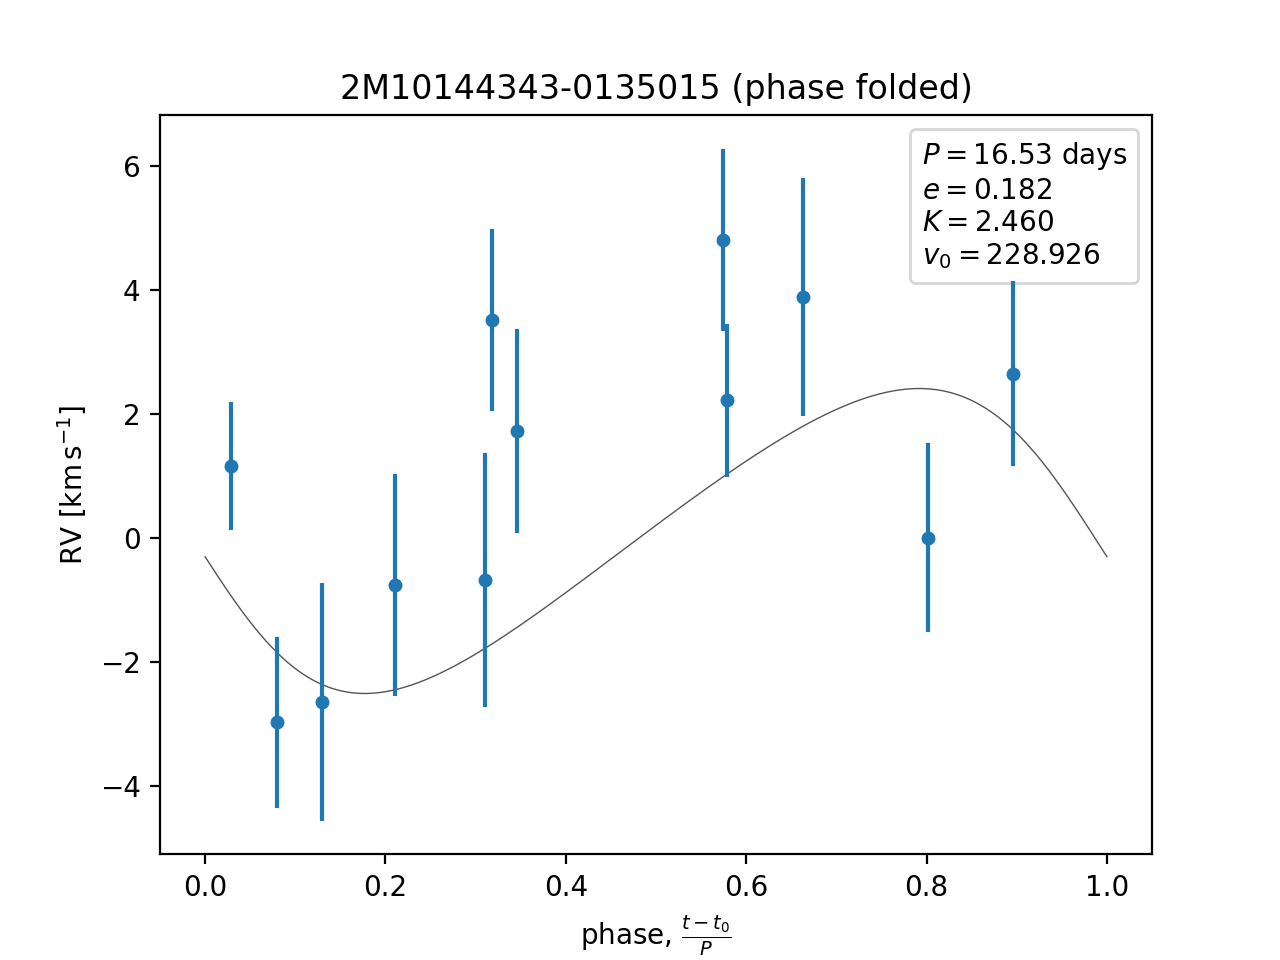 2M10144343-0135015 (phase folded)
P = 16.53 days
e = 0.182
K = 2.460
v₀ = 228.926
6
4
2
0
−2
−4
RV [km s⁻¹]
0.0 0.2 0.4 0.6 0.8 1.0
phase, (t − t₀)/P